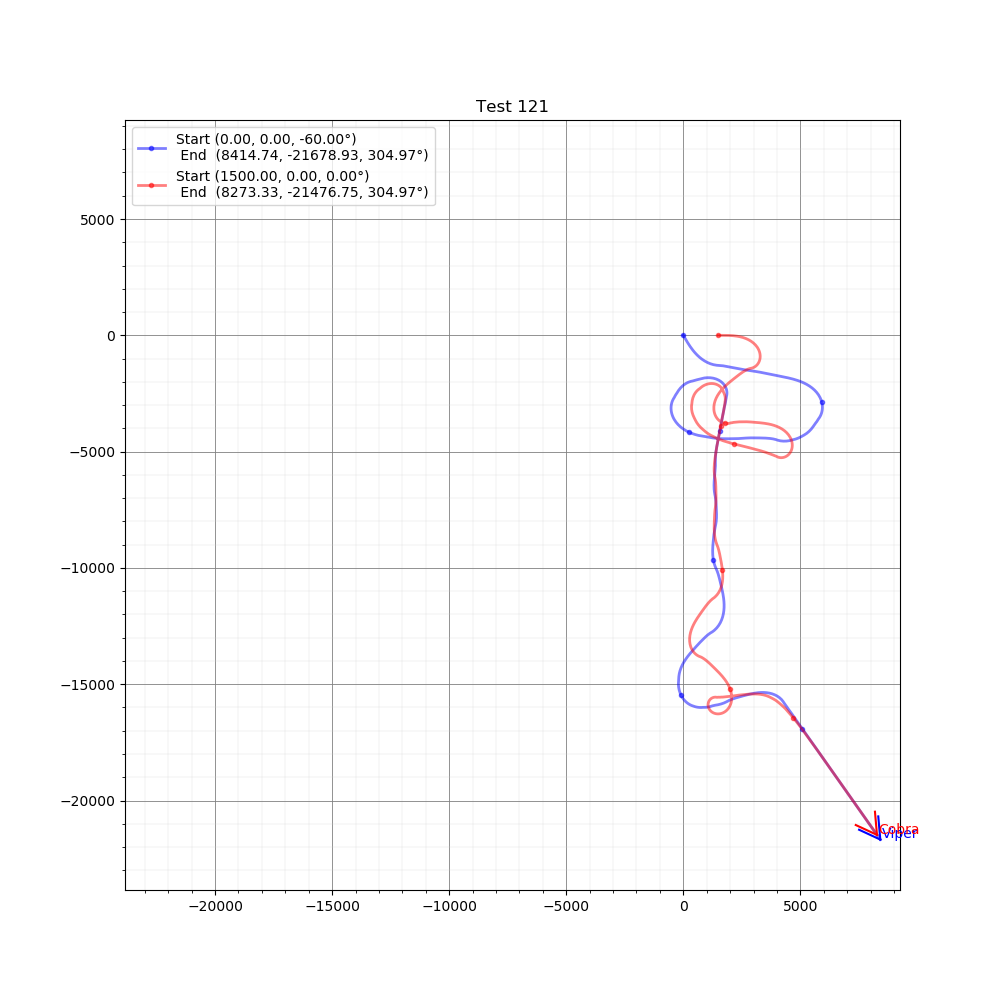 Test 121
Start (0.00, 0.00, -60.00°)
End  (8414.74, -21678.93, 304.97°)
Start (1500.00, 0.00, 0.00°)
End  (8273.33, -21476.75, 304.97°)
5000
0
−5000
−10000
−15000
−20000
Cobra
Viper
−20000 −15000 −10000 −5000 0 5000